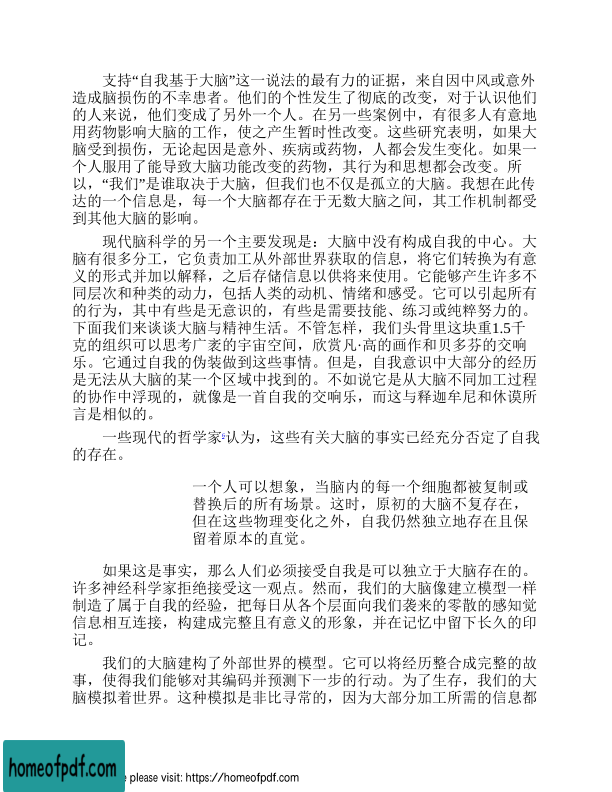 支持“自我基于大脑”这一说法的最有力的证据，来自因中风或意外
造成脑损伤的不幸患者。他们的个性发生了彻底的改变，对于认识他们
的人来说，他们变成了另外一个人。在另一些案例中，有很多人有意地
用药物影响大脑的工作，使之产生暂时性改变。这些研究表明，如果大
脑受到损伤，无论起因是意外、疾病或药物，人都会发生变化。如果一
个人服用了能导致大脑功能改变的药物，其行为和思想都会改变。所
以，“我们”是谁取决于大脑，但我们也不仅是孤立的大脑。我想在此传
达的一个信息是，每一个大脑都存在于无数大脑之间，其工作机制都受
到其他大脑的影响。
现代脑科学的另一个主要发现是：大脑中没有构成自我的中心。大
脑有很多分工，它负责加工从外部世界获取的信息，将它们转换为有意
义的形式并加以解释，之后存储信息以供将来使用。它能够产生许多不
同层次和种类的动力，包括人类的动机、情绪和感受。它可以引起所有
的行为，其中有些是无意识的，有些是需要技能、练习或纯粹努力的。
下面我们来谈谈大脑与精神生活。不管怎样，我们头骨里这块重1.5千
克的组织可以思考广袤的宇宙空间，欣赏凡·高的画作和贝多芬的交响
乐。它通过自我的伪装做到这些事情。但是，自我意识中大部分的经历
是无法从大脑的某一个区域中找到的。不如说它是从大脑不同加工过程
的协作中浮现的，就像是一首自我的交响乐，而这与释迦牟尼和休谟所
言是相似的。
一些现代的哲学家认为，这些有关大脑的事实已经充分否定了自我
的存在。
一个人可以想象，当脑内的每一个细胞都被复制或
替换后的所有场景。这时，原初的大脑不复存在，
但在这些物理变化之外，自我仍然独立地存在且保
留着原本的直觉。
如果这是事实，那么人们必须接受自我是可以独立于大脑存在的。
许多神经科学家拒绝接受这一观点。然而，我们的大脑像建立模型一样
制造了属于自我的经验，把每日从各个层面向我们袭来的零散的感知觉
信息相互连接，构建成完整且有意义的形象，并在记忆中留下长久的印
记。
我们的大脑建构了外部世界的模型。它可以将经历整合成完整的故
事，使得我们能够对其编码并预测下一步的行动。为了生存，我们的大
脑模拟着世界。这种模拟是非比寻常的，因为大部分加工所需的信息都
homeofpdf.com
e please visit: https://homeofpdf.com